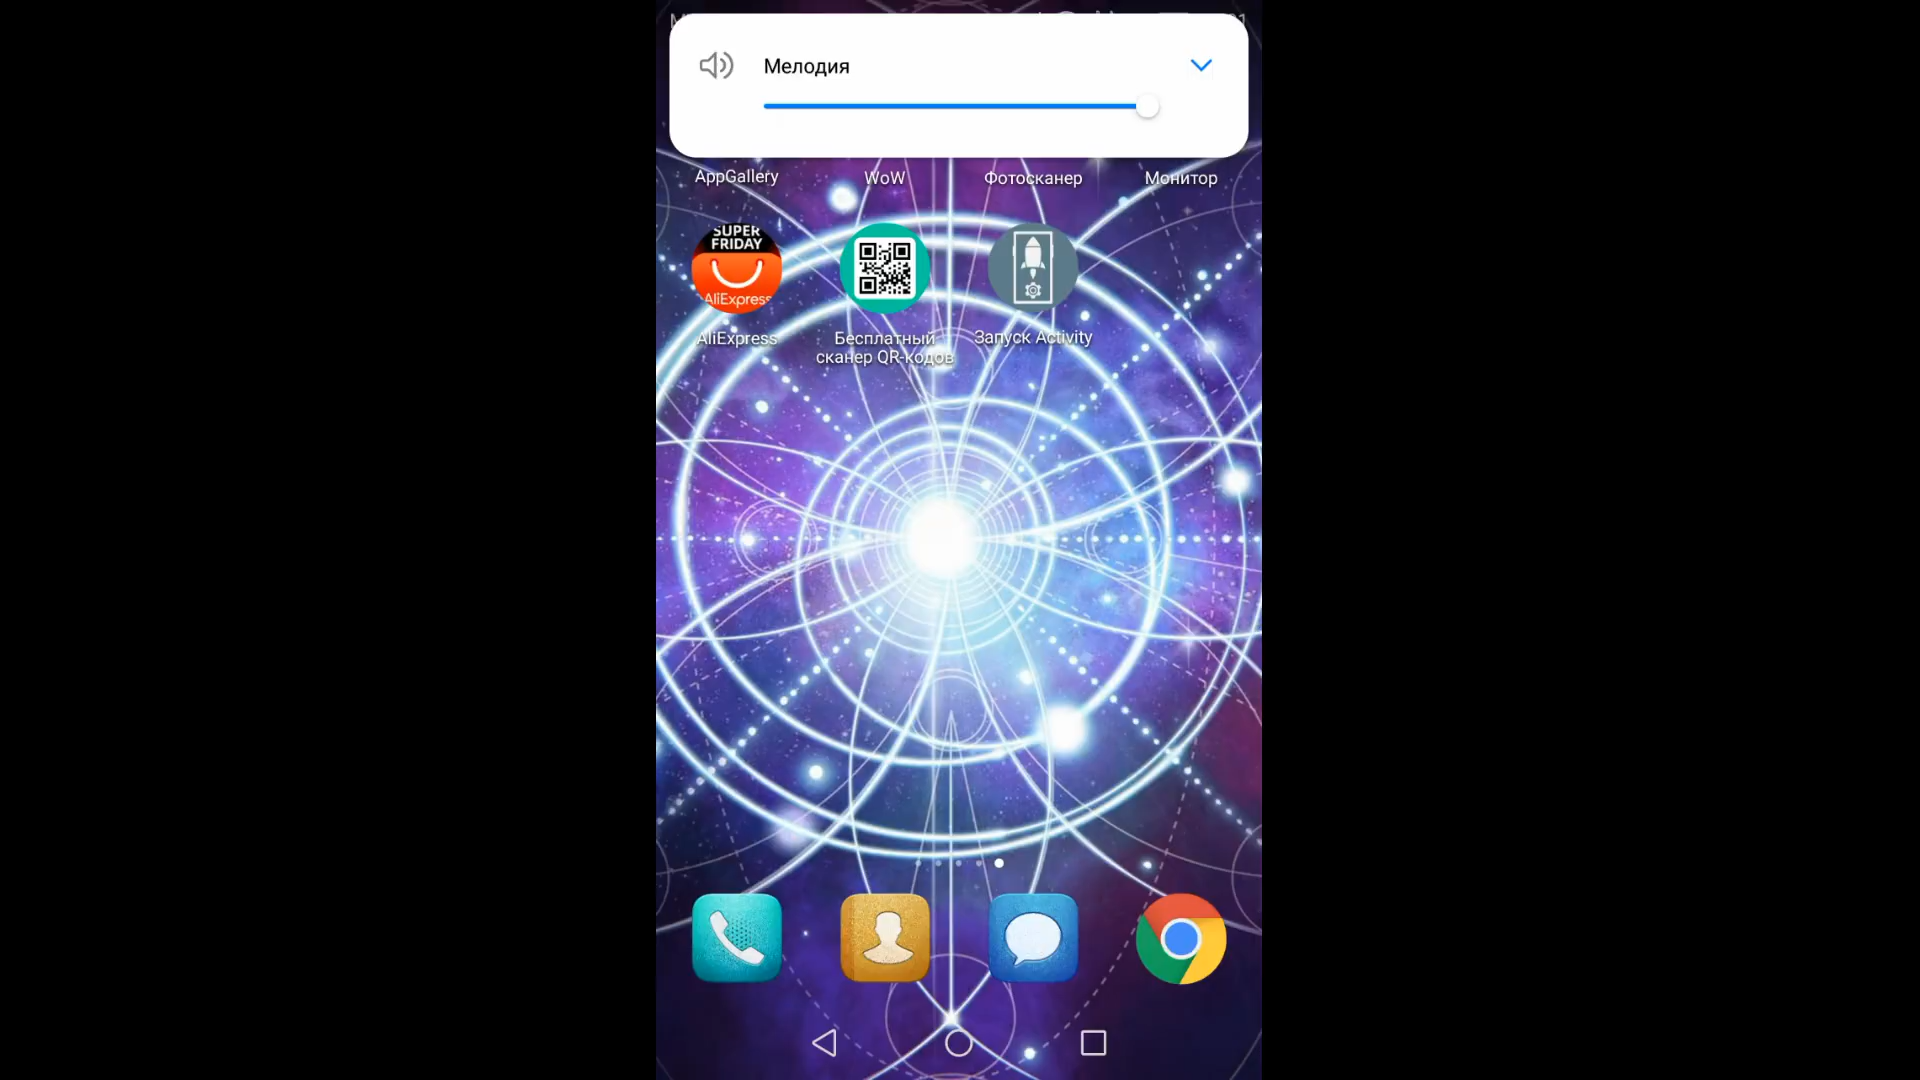 Мелодия
AppGallery
WoW
Фотосканер
Монитор
SUPER
FRIDAY
AliExpress
AliExpress
Бесплатный
сканер QR-кодов
Запуск Activity